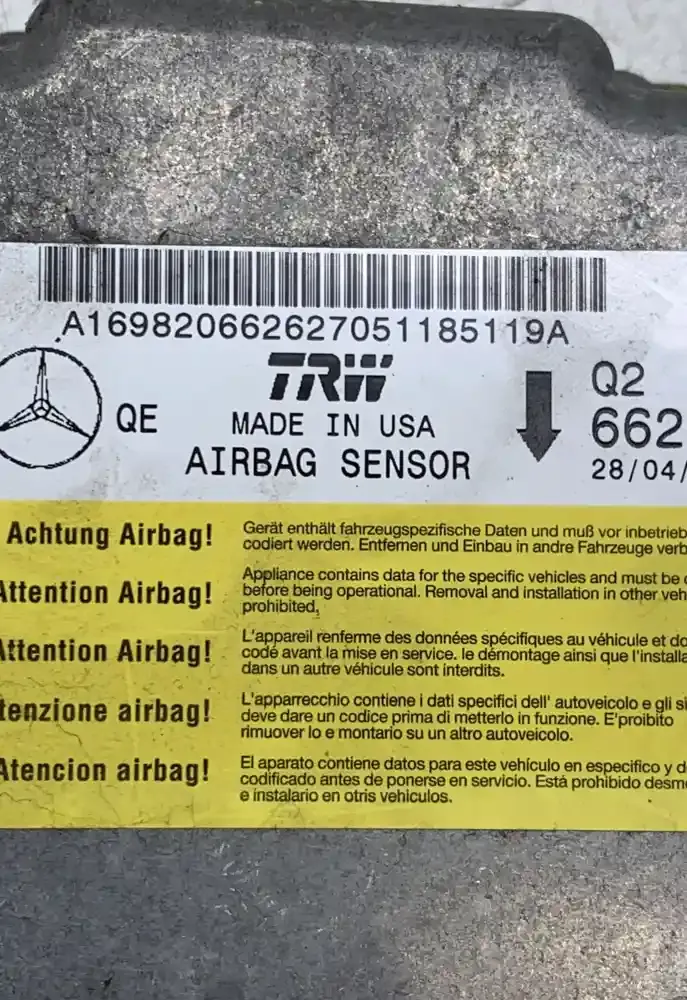 A169820662627051185119A
TRW
QE
MADE IN USA
AIRBAG SENSOR
Q2
662
28/04/
Achtung Airbag!
Gerät enthält fahrzeugspezifische Daten und muß vor inbetrieb
codiert werden. Entfernen und Einbau in andre Fahrzeuge verb
Attention Airbag!
Appliance contains data for the specific vehicles and must be
before being operational. Removal and installation in other veh
prohibited,
Attention Airbag!
L'appareil renferme des données spécifiques au véhicule et do
codé avant la mise en service. le démontage ainsi que l'installa
dans un autre véhicule sont interdits.
tenzione airbag!
L'apparrecchio contiene i dati specifici dell' autoveicolo e gli si
deve dare un codice prima di metterlo in funzione. E'proibito
rimuover lo e montario su un altro autoveicolo.
Atencion airbag!
El aparato contiene datos para este vehículo en especifico y d
codificado antes de ponerse en servicio. Está prohibido desm
e instalario en otris vehiculos.